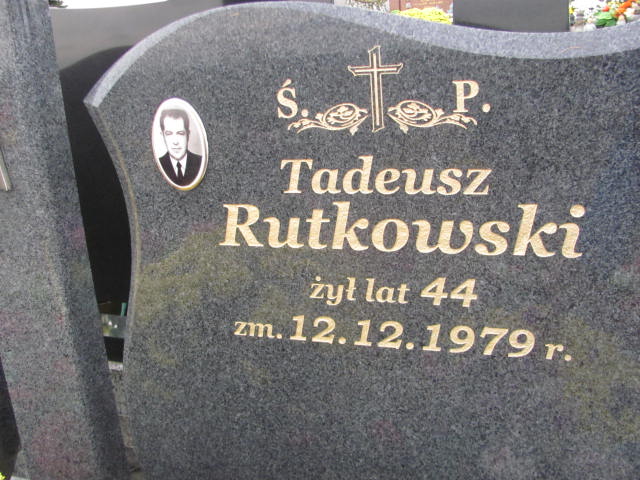 Ś. P.
Tadeusz
Rutkowski
żył lat 44
zm. 12.12.1979 r.